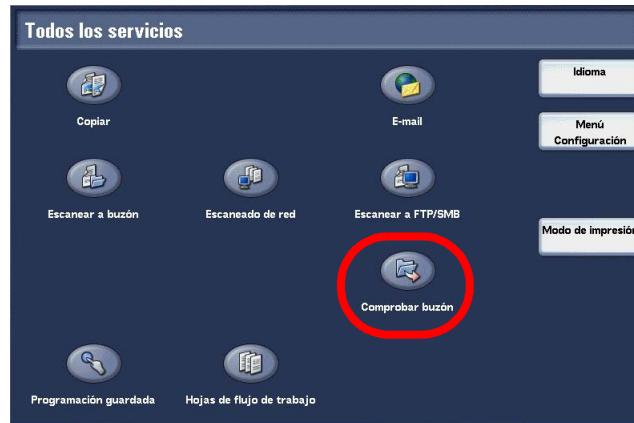 Todos los servicios
Idioma
Copiar
E-mail
Menú
Configuración
Escanear a buzón
Escaneado de red
Escanear a FTP/SMB
Modo de impresión
Comprobar buzón
Programación guardada
Hojas de flujo de trabajo